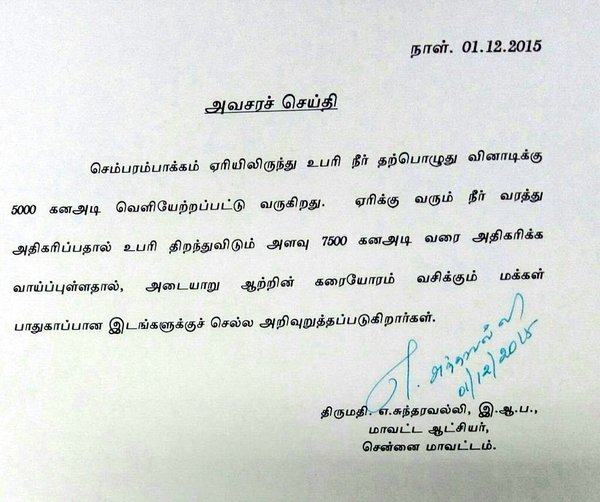 நாள். 01.12.2015
அவசரச் செய்தி
செம்பரம்பாக்கம் ஏரியிலிருந்து உபரி நீர் தற்பொழுது வினாடிக்கு
5000 கனஅடி வெளியேற்றப்பட்டு வருகிறது. ஏரிக்கு வரும் நீர் வரத்து
அதிகரிப்பதால் உபரி திறந்துவிடும் அளவு 7500 கனஅடி வரை அதிகரிக்க
வாய்ப்புள்ளதால், அடையாறு ஆற்றின் கரையோரம் வசிக்கும் மக்கள்
பாதுகாப்பான இடங்களுக்குச் செல்ல அறிவுறுத்தப்படுகிறார்கள்.
எ. சுந்தரவல்லி
01/12/2015
திருமதி. எ.சுந்தரவல்லி, இ.ஆ.ப.,
மாவட்ட ஆட்சியர்,
சென்னை மாவட்டம்.